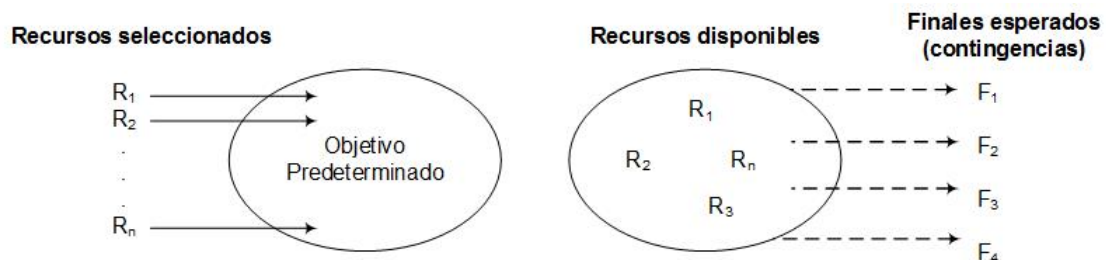 Recursos seleccionados
R1
R2
.
.
.
Rn
Objetivo
Predeterminado
Recursos disponibles
R1
R2
Rn
R3
Finales esperados
(contingencias)
F1
F2
F3
F4